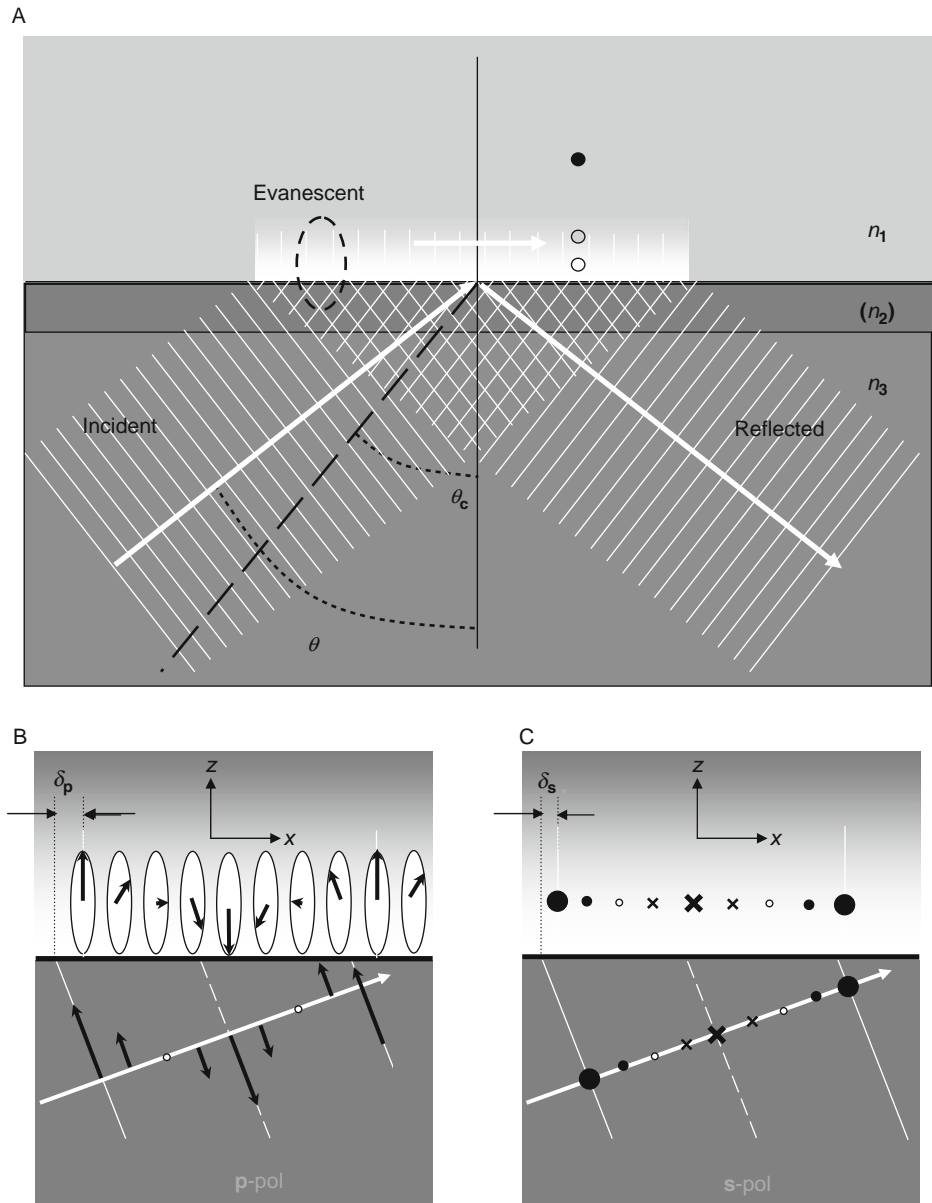 A
Evanescent
n1
(n2)
n3
Incident
Reflected
θc
θ
B
C
δp
z
x
δs
z
x
p-pol
s-pol